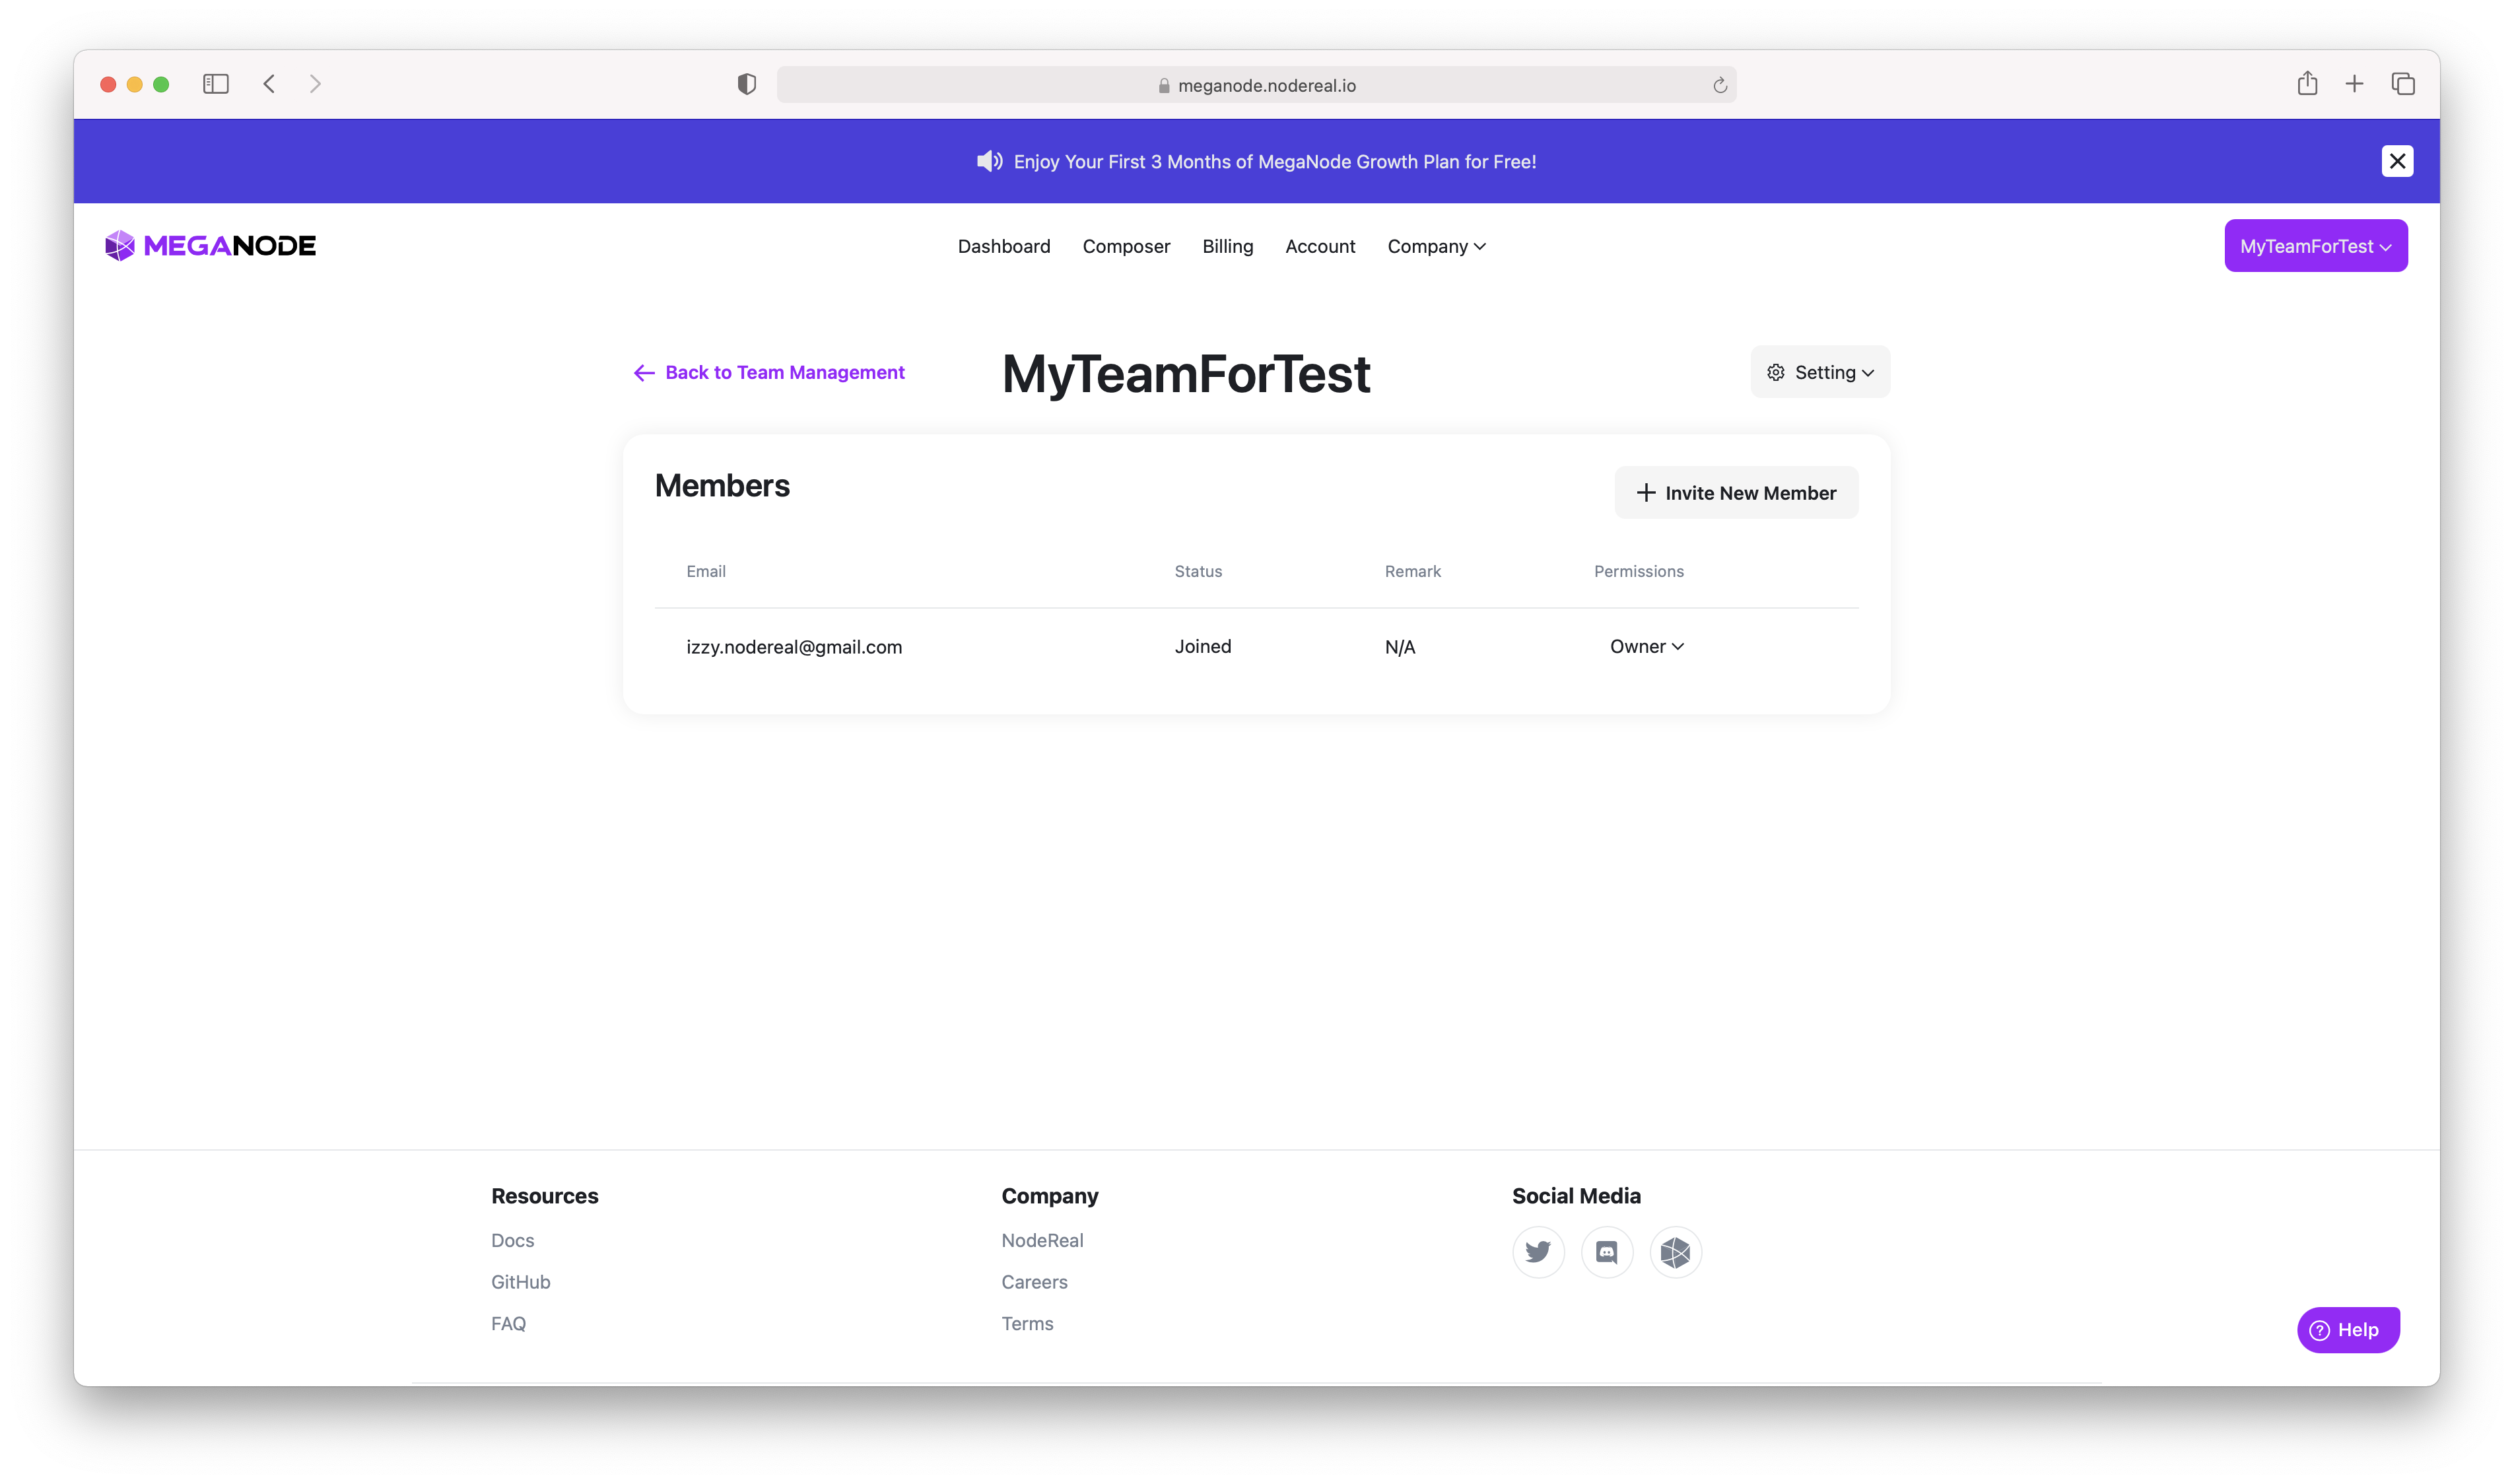 meganode.nodereal.io
Enjoy Your First 3 Months of MegaNode Growth Plan for Free!
MEGANODE
Dashboard Composer Billing Account Company
MyTeamForTest
Back to Team Management
MyTeamForTest
Setting
Members
Invite New Member
Email Status Remark Permissions
izzy.nodereal@gmail.com Joined N/A Owner
Resources Company Social Media
Docs NodeReal
GitHub Careers
FAQ Terms
? Help